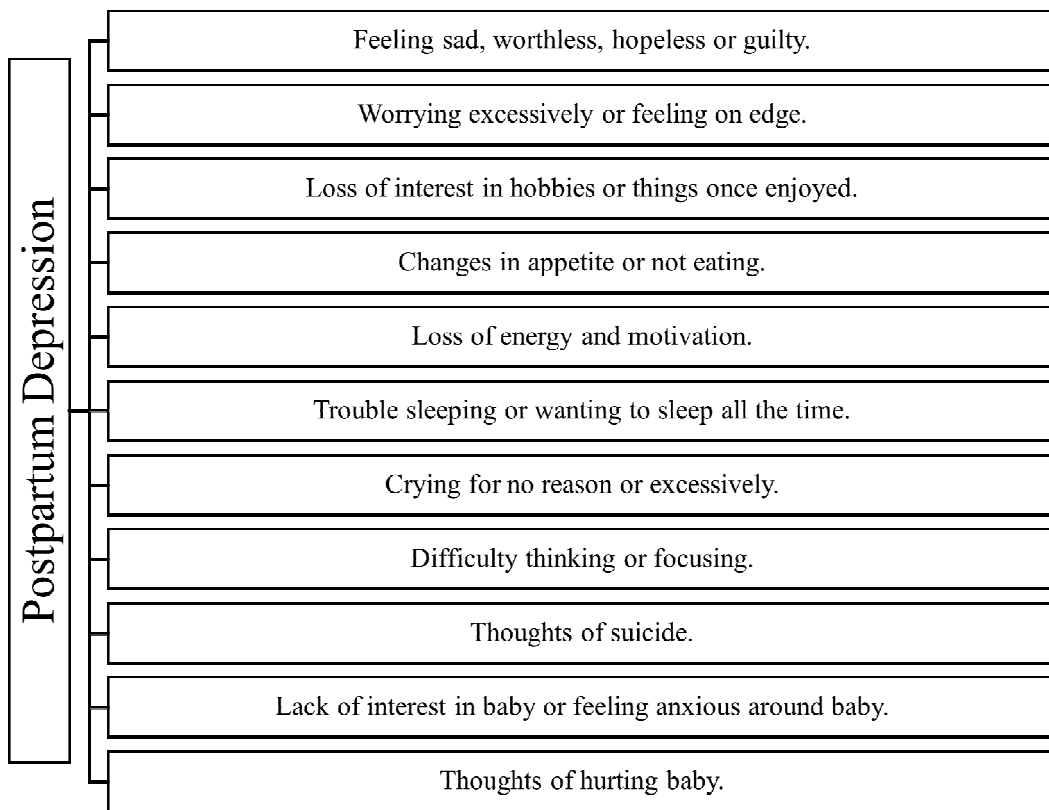 Postpartum Depression
Feeling sad, worthless, hopeless or guilty.
Worrying excessively or feeling on edge.
Loss of interest in hobbies or things once enjoyed.
Changes in appetite or not eating.
Loss of energy and motivation.
Trouble sleeping or wanting to sleep all the time.
Crying for no reason or excessively.
Difficulty thinking or focusing.
Thoughts of suicide.
Lack of interest in baby or feeling anxious around baby.
Thoughts of hurting baby.